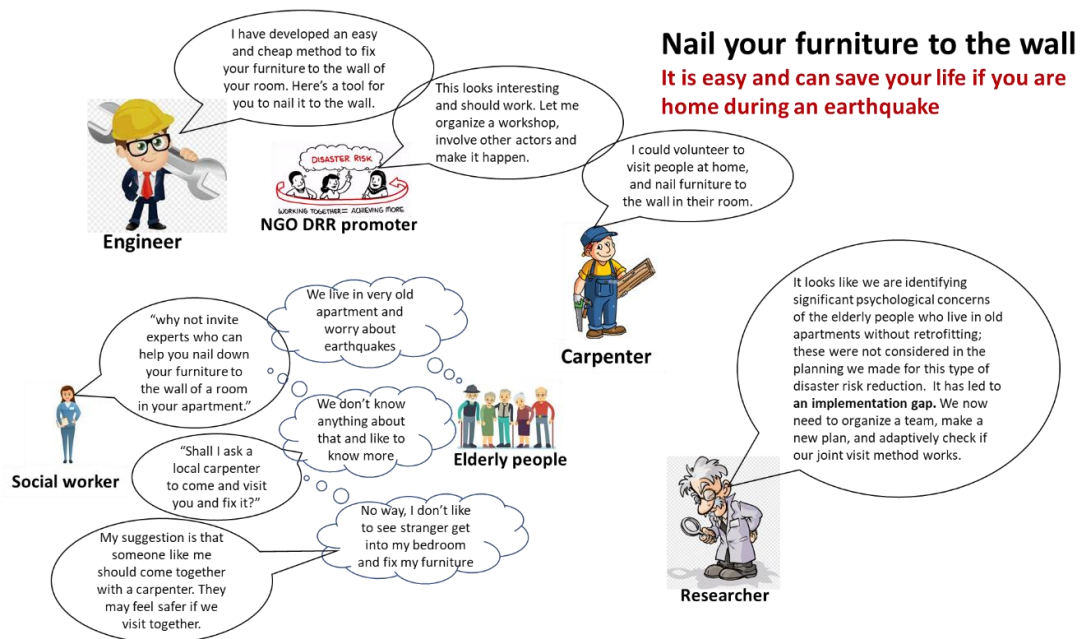 Nail your furniture to the wall
It is easy and can save your life if you are
home during an earthquake
I have developed an easy
and cheap method to fix
your furniture to the wall of
your room. Here's a tool for
you to nail it to the wall.
Engineer
This looks interesting
and should work. Let me
organize a workshop,
involve other actors and
make it happen.
DISASTER RISK
WORKING TOGETHER = ACHIEVING MORE
NGO DRR promoter
I could volunteer to
visit people at home,
and nail furniture to
the wall in their room.
Carpenter
We live in very old
apartment and
worry about
earthquakes
"why not invite
experts who can
help you nail down
your furniture to
the wall of a room
in your apartment."
We don't know
anything about
that and like to
know more
Elderly people
Social worker
"Shall I ask a
local carpenter
to come and visit
you and fix it?"
No way, I don't like
to see stranger get
into my bedroom
and fix my furniture
My suggestion is that
someone like me
should come together
with a carpenter. They
may feel safer if we
visit together.
It looks like we are identifying
significant psychological concerns
of the elderly people who live in old
apartments without retrofitting;
these were not considered in the
planning we made for this type of
disaster risk reduction. It has led to
an implementation gap. We now
need to organize a team, make a
new plan, and adaptively check if
our joint visit method works.
Researcher